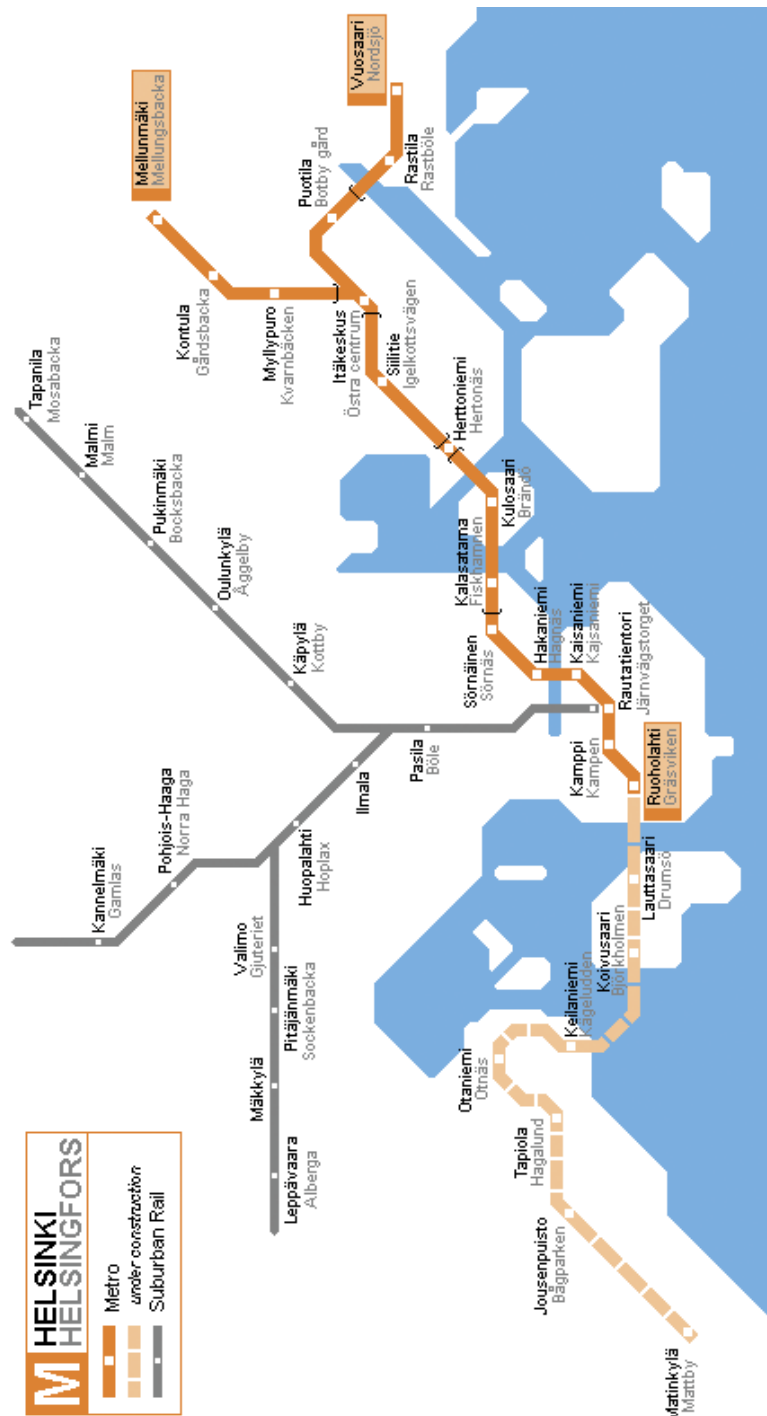 M
HELSINKI
HELSINGFORS
Metro
under construction
Suburban Rail
Mellunmäki
Mellungsbacka
Kontula
Gårdsbacka
Myllypuro
Kvarnbäcken
Vuosaari
Nordsjö
Rastila
Rastböle
Puotila
Botby gård
Itäkeskus
Östra centrum
Siilitie
Igelkottsvägen
Herttoniemi
Hertonäs
Kulosaari
Brändö
Kalasatama
Fiskhamnen
Sörnäinen
Sörnäs
Hakaniemi
Hagnäs
Kaisaniemi
Kajsaniemi
Rautatientori
Järnvägstorget
Kamppi
Kampen
Ruoholahti
Gräsviken
Lauttasaari
Drumsö
Koivusaari
Björkholmen
Keilaniemi
Kägeludden
Otaniemi
Otnäs
Tapiola
Hagalund
Jousenpuisto
Bågparken
Matinkylä
Mattby
Tapanila
Mosabacka
Malmi
Malm
Pukinmäki
Bocksbacka
Oulunkylä
Åggelby
Käpylä
Kottby
Pasila
Böle
Ilmala
Huopalahti
Hoplax
Pohjois-Haaga
Norra Haga
Kannelmäki
Gamlas
Valimo
Gjuteriet
Pitäjänmäki
Sockenbacka
Mäkkylä
Leppävaara
Alberga